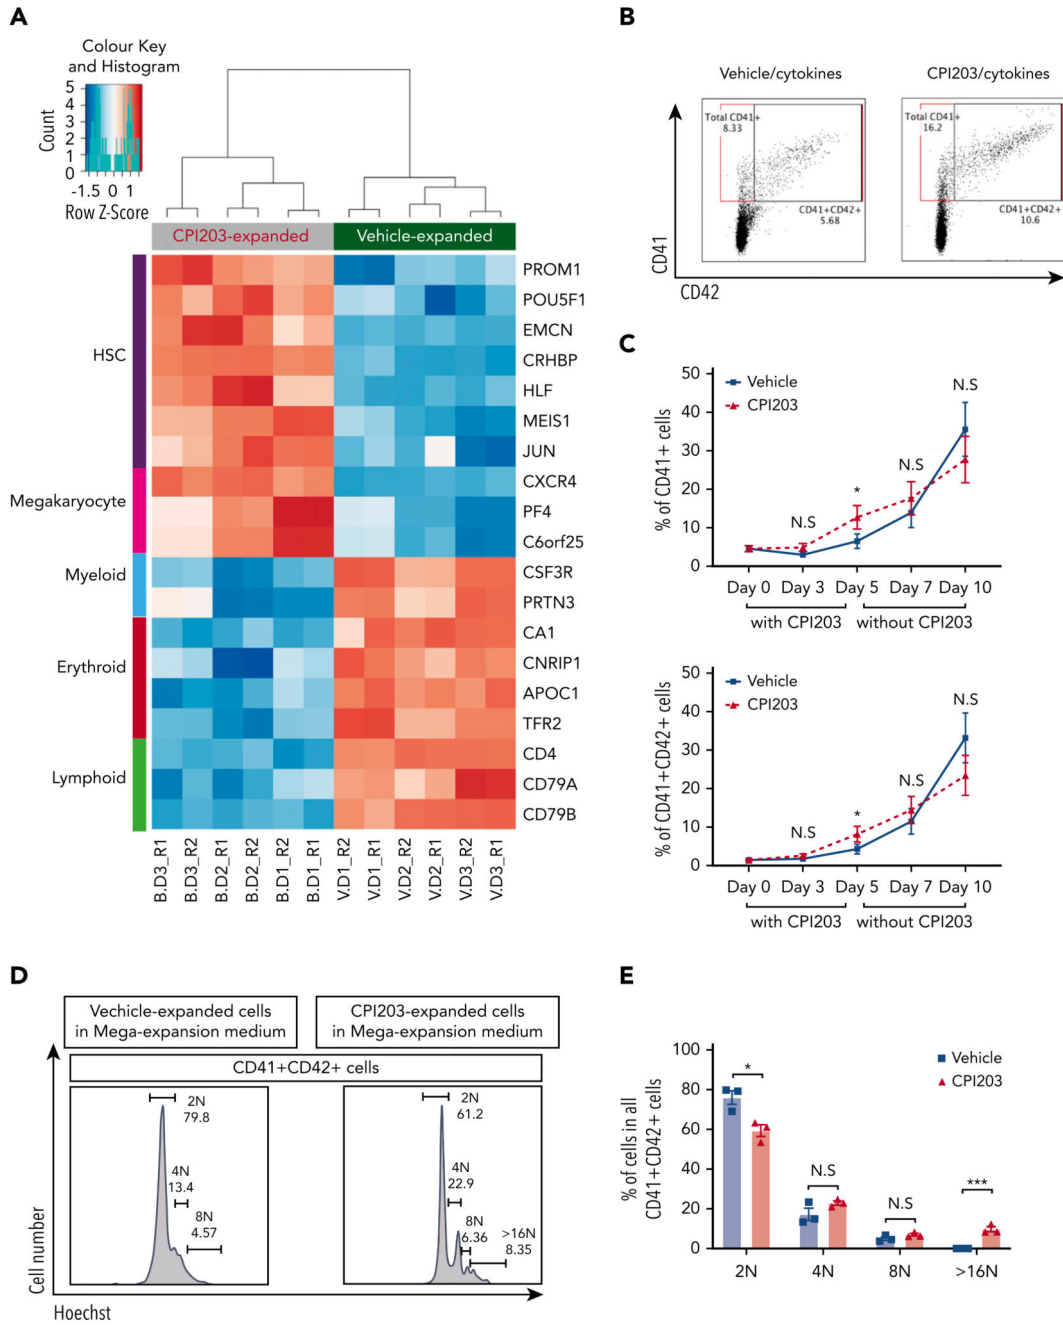 A
Colour Key
and Histogram
5
4
3
2
1
0
Count
-1.5 0 1
Row Z-Score
CPI203-expanded
Vehicle-expanded
HSC
Megakaryocyte
Myeloid
Erythroid
Lymphoid
PROM1
POU5F1
EMCN
CRHBP
HLF
MEIS1
JUN
CXCR4
PF4
C6orf25
CSF3R
PRTN3
CA1
CNRIP1
APOC1
TFR2
CD4
CD79A
CD79B
B.D3_R1
B.D3_R2
B.D2_R1
B.D2_R2
B.D1_R2
B.D1_R1
V.D1_R2
V.D1_R1
V.D2_R2
V.D2_R1
V.D3_R2
V.D3_R1
B
Vehicle/cytokines
CPI203/cytokines
Total CD41+
8.33
CD41+CD42+
5.68
Total CD41+
16.2
CD41+CD42+
10.6
CD41
CD42
C
50
40
30
20
10
0
% of CD41+ cells
Vehicle
CPI203
N.S
*
N.S
N.S
Day 0 Day 3 Day 5 Day 7 Day 10
with CPI203 without CPI203
50
40
30
20
10
0
% of CD41+CD42+ cells
Vehicle
CPI203
N.S
*
N.S
N.S
Day 0 Day 3 Day 5 Day 7 Day 10
with CPI203 without CPI203
D
Vechicle-expanded cells
in Mega-expansion medium
CPI203-expanded cells
in Mega-expansion medium
CD41+CD42+ cells
2N
79.8
4N
13.4
8N
4.57
2N
61.2
4N
22.9
8N
6.36
>16N
8.35
Cell number
Hoechst
E
100
80
60
40
20
0
% of cells in all
CD41+CD42+ cells
Vehicle
CPI203
*
N.S
N.S
***
2N 4N 8N >16N